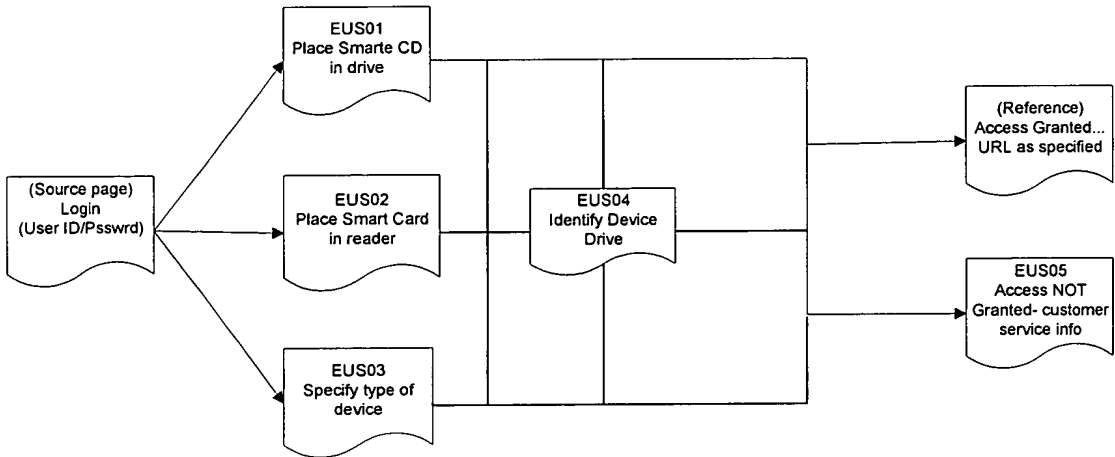 (Source page)
Login
(User ID/Psswrd)
EUS01
Place Smarte CD
in drive
EUS02
Place Smart Card
in reader
EUS03
Specify type of
device
EUS04
Identify Device
Drive
(Reference)
Access Granted...
URL as specified
EUS05
Access NOT
Granted- customer
service info